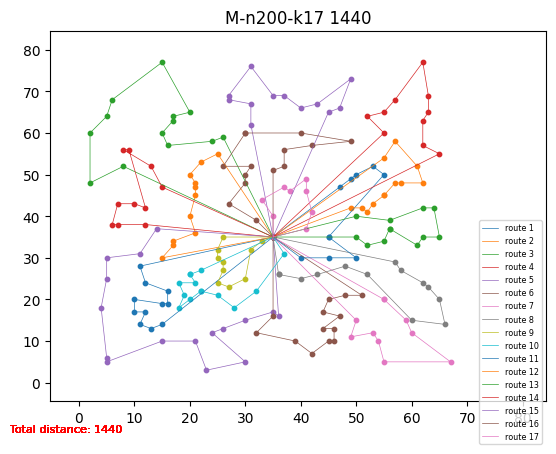 M-n200-k17 1440
80
70
60
50
40
30
20
10
0
0 10 20 30 40 50 60 70 80
route 1
route 2
route 3
route 4
route 5
route 6
route 7
route 8
route 9
route 10
route 11
route 12
route 13
route 14
route 15
route 16
route 17
Total distance: 1440